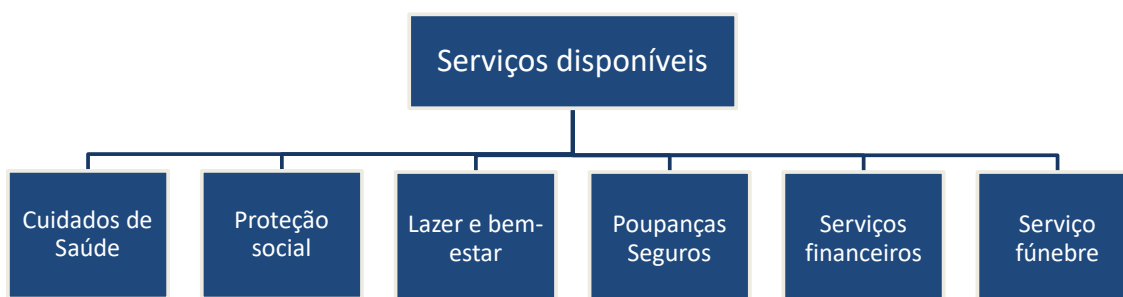 Serviços disponíveis
Cuidados de
Saúde
Proteção
social
Lazer e bem-
estar
Poupanças
Seguros
Serviços
financeiros
Serviço
fúnebre